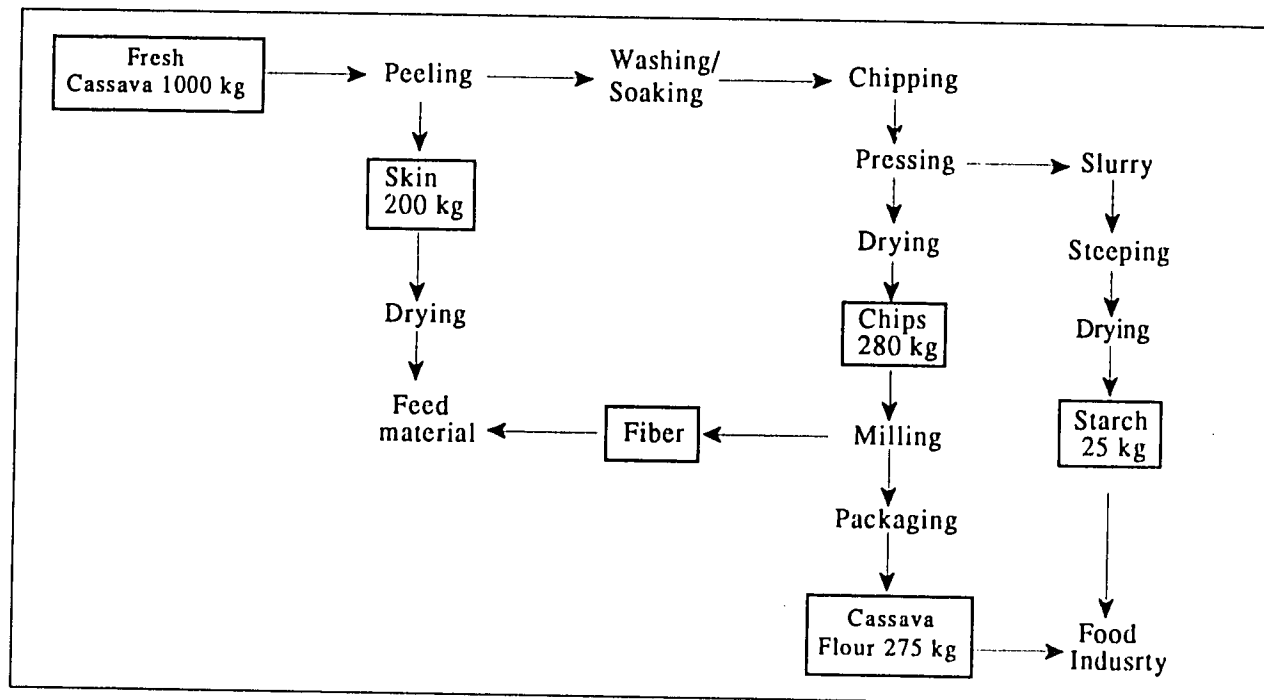 Fresh
Cassava 1000 kg
Peeling
Washing/
Soaking
Chipping
Skin
200 kg
Pressing
Slurry
Drying
Steeping
Drying
Chips
280 kg
Drying
Feed
material
Fiber
Milling
Starch
25 kg
Packaging
Cassava
Flour 275 kg
Food
Indusrty